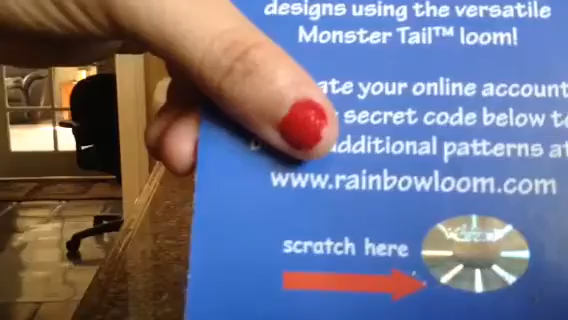 designs using the versatile
Monster Tail™ loom!
ate your online account
secret code below to
additional patterns at
www.rainbowloom.com
scratch here